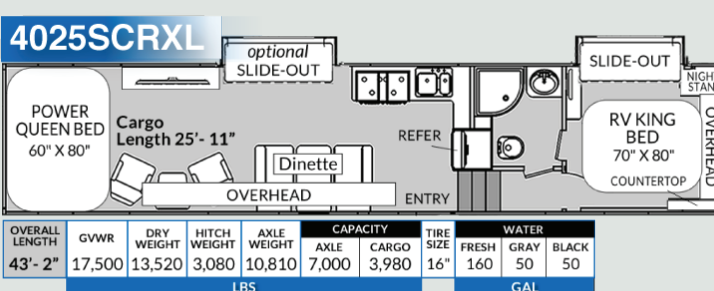 4025SCRXL
optional
SLIDE-OUT
SLIDE-OUT
NIGH
STAN
POWER
QUEEN BED
60" X 80"
Cargo
Length 25'- 11"
REFER
Dinette
OVERHEAD
ENTRY
RV KING
BED
70" X 80"
COUNTERTOP
OVERHEAD
OVERALL
LENGTH
GVWR
DRY
WEIGHT
HITCH
WEIGHT
AXLE
WEIGHT
CAPACITY
AXLE
CARGO
TIRE
SIZE
WATER
FRESH
GRAY
BLACK
43'- 2" 17,500 13,520 3,080 10,810 7,000 3,980 16" 160 50 50
LBS
GAL